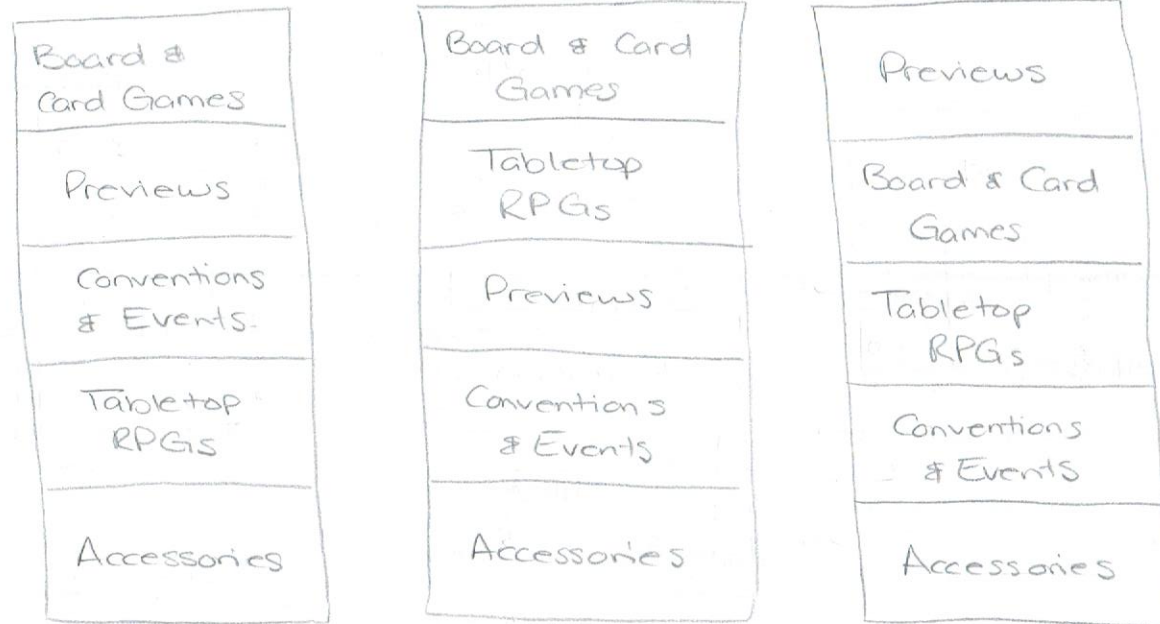 Board &
Card Games
Previews
Conventions
& Events.
Tabletop
RPGs
Accessories
Board & Card
Games
Tabletop
RPGs
Previews
Conventions
& Events
Accessories
Previews
Board & Card
Games
Tabletop
RPGs
Conventions
& Events
Accessories